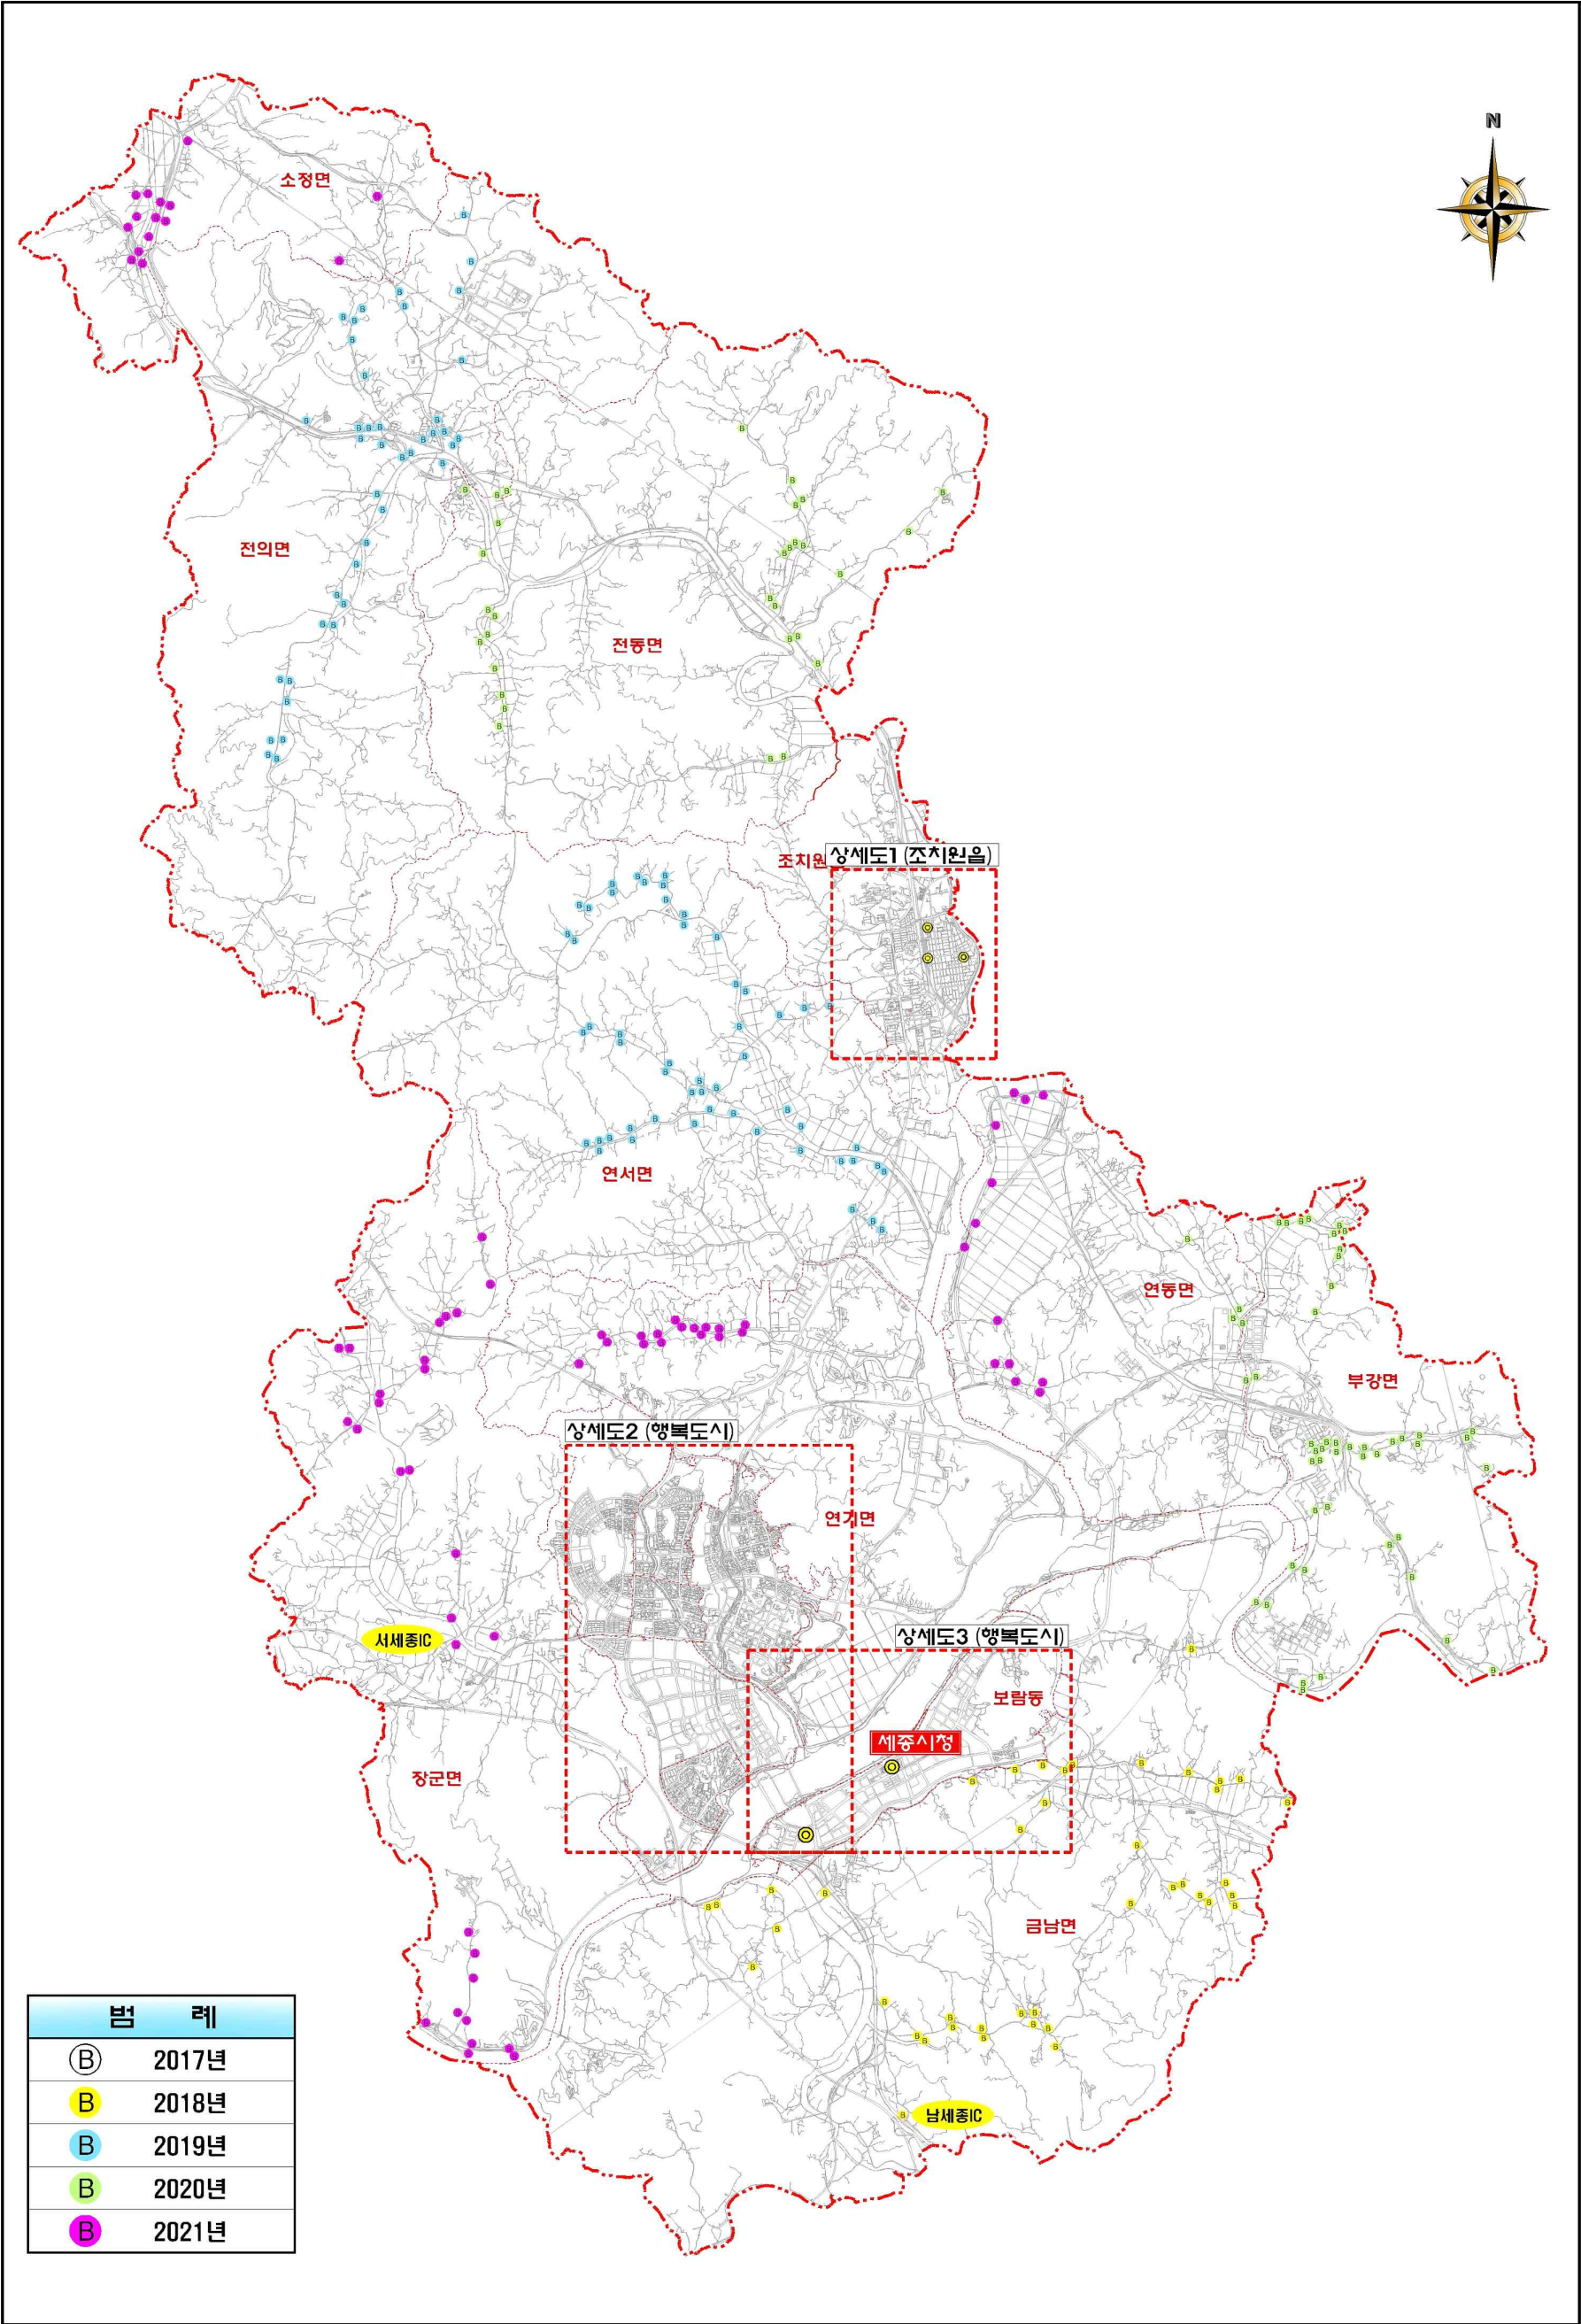 N
소정면
전의면
전동면
조치원
상세도1 (조치원읍)
연서면
연동면
부강면
상세도2 (행복도시)
연기면
서세종IC
상세도3 (행복도시)
보람동
세종시청
장군면
금남면
남세종IC
범 례
B 2017년
B 2018년
B 2019년
B 2020년
B 2021년